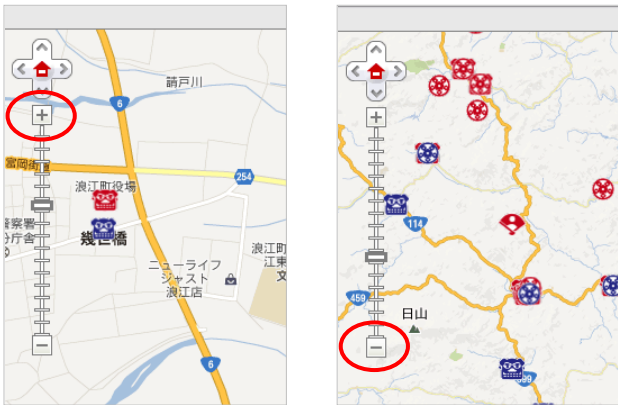 請戸川
6
富岡街
254
浪江町役場
警察署
分庁舎
幾世橋
浪江町
江東
文
ニューライフ
ジャスト
浪江店
6
114
459
日山
399